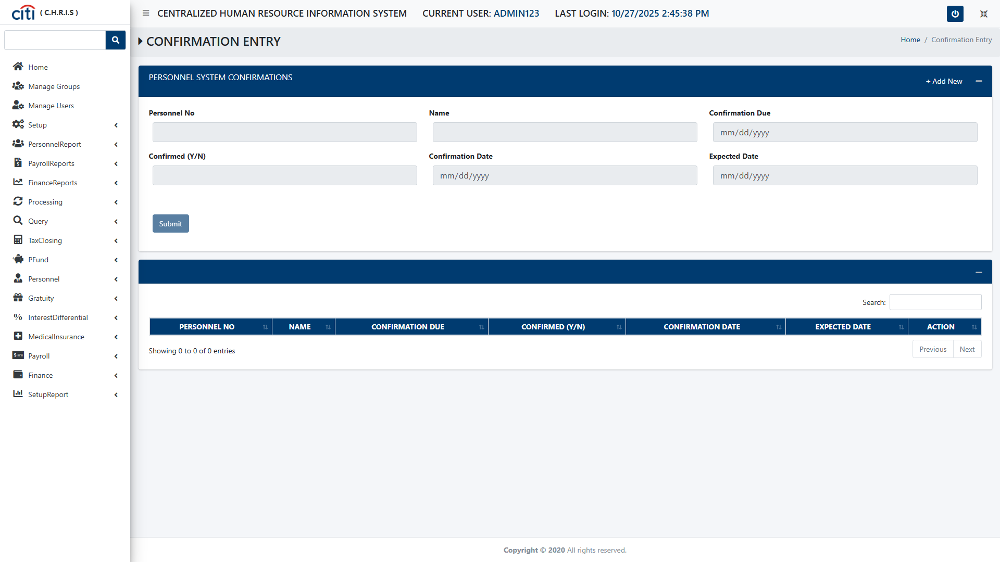 citi ( C.H.R.I.S )
CENTRALIZED HUMAN RESOURCE INFORMATION SYSTEM CURRENT USER: ADMIN123 LAST LOGIN: 10/27/2025 2:45:38 PM
CONFIRMATION ENTRY
Home / Confirmation Entry
Home
Manage Groups
Manage Users
Setup
PersonnelReport
PayrollReports
FinanceReports
Processing
Query
TaxClosing
PFund
Personnel
Gratuity
InterestDifferential
MedicalInsurance
Payroll
Finance
SetupReport
PERSONNEL SYSTEM CONFIRMATIONS
+ Add New
Personnel No Name Confirmation Due
mm/dd/yyyy
Confirmed (Y/N) Confirmation Date Expected Date
mm/dd/yyyy mm/dd/yyyy
Submit
Search:
PERSONNEL NO NAME CONFIRMATION DUE CONFIRMED (Y/N) CONFIRMATION DATE EXPECTED DATE ACTION
Showing 0 to 0 of 0 entries
Previous Next
Copyright © 2020 All rights reserved.